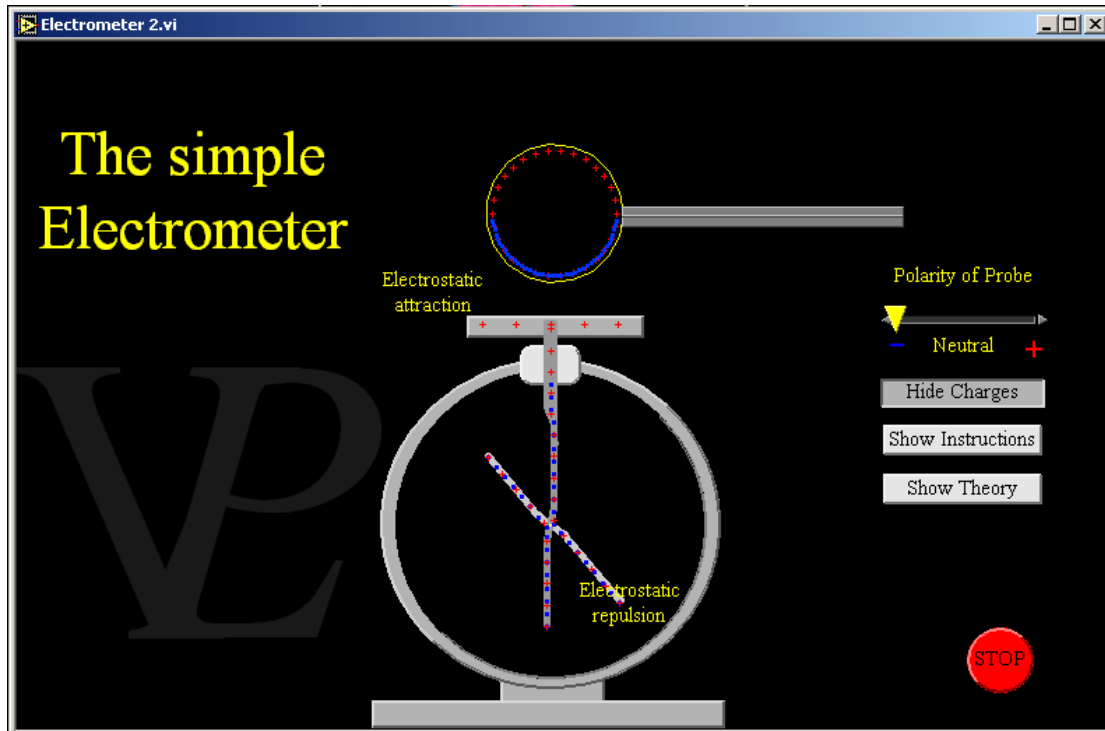 Electrometer 2.vi
The simple
Electrometer
Electrostatic
attraction
Polarity of Probe
− Neutral +
Hide Charges
Show Instructions
Show Theory
Electrostatic
repulsion
STOP
VP